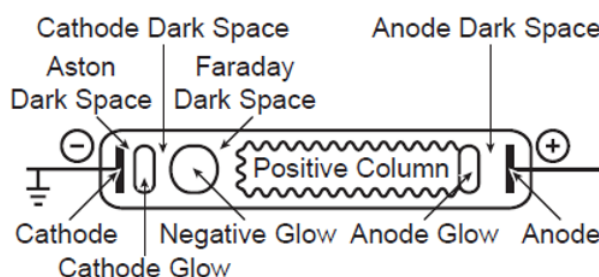 Cathode Dark Space
Anode Dark Space
Aston
Dark Space
Faraday
Dark Space
−
+
Positive Column
Cathode
Negative Glow
Anode Glow
Anode
Cathode Glow